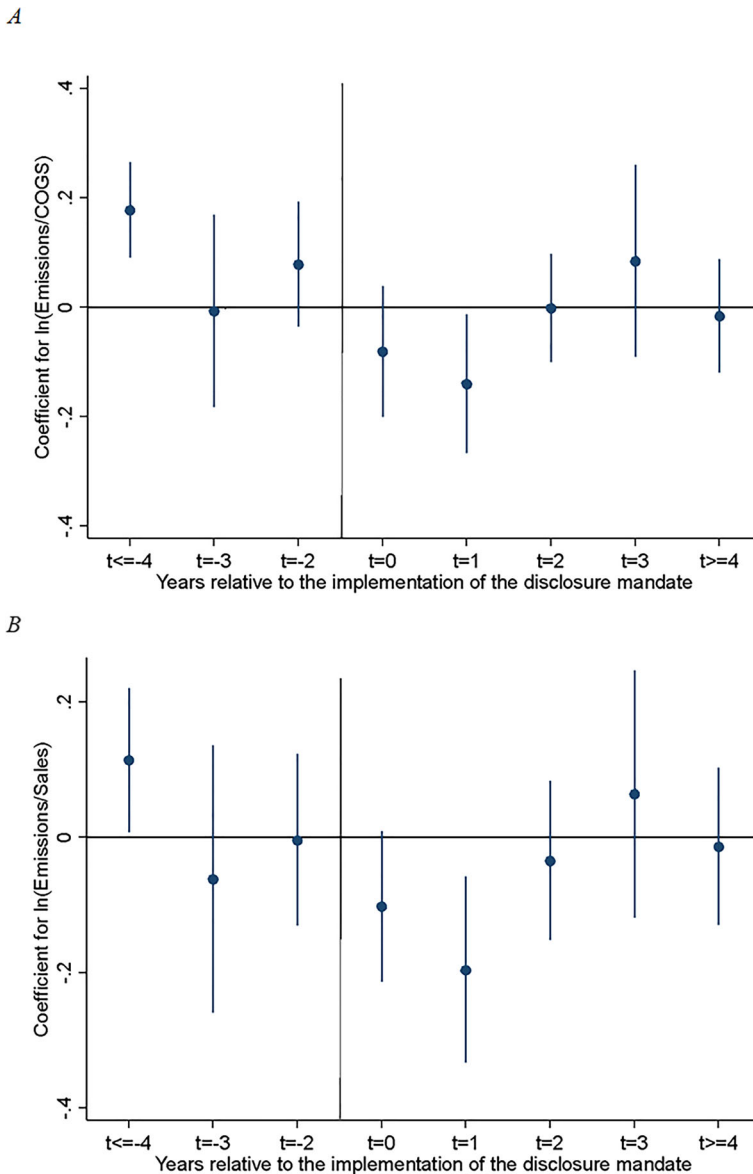 A
Coefficient for ln(Emissions/COGS)
.4
.2
0
-.2
-.4
t<=-4 t=-3 t=-2 t=0 t=1 t=2 t=3 t>=4
Years relative to the implementation of the disclosure mandate
B
Coefficient for ln(Emissions/Sales)
.2
0
-.2
-.4
t<=-4 t=-3 t=-2 t=0 t=1 t=2 t=3 t>=4
Years relative to the implementation of the disclosure mandate